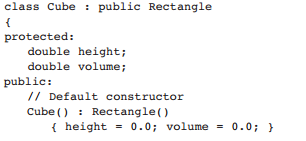 class Cube : public Rectangle
{
protected:
    double height;
    double volume;
public:
    // Default constructor
    Cube() : Rectangle()
        { height = 0.0; volume = 0.0; }